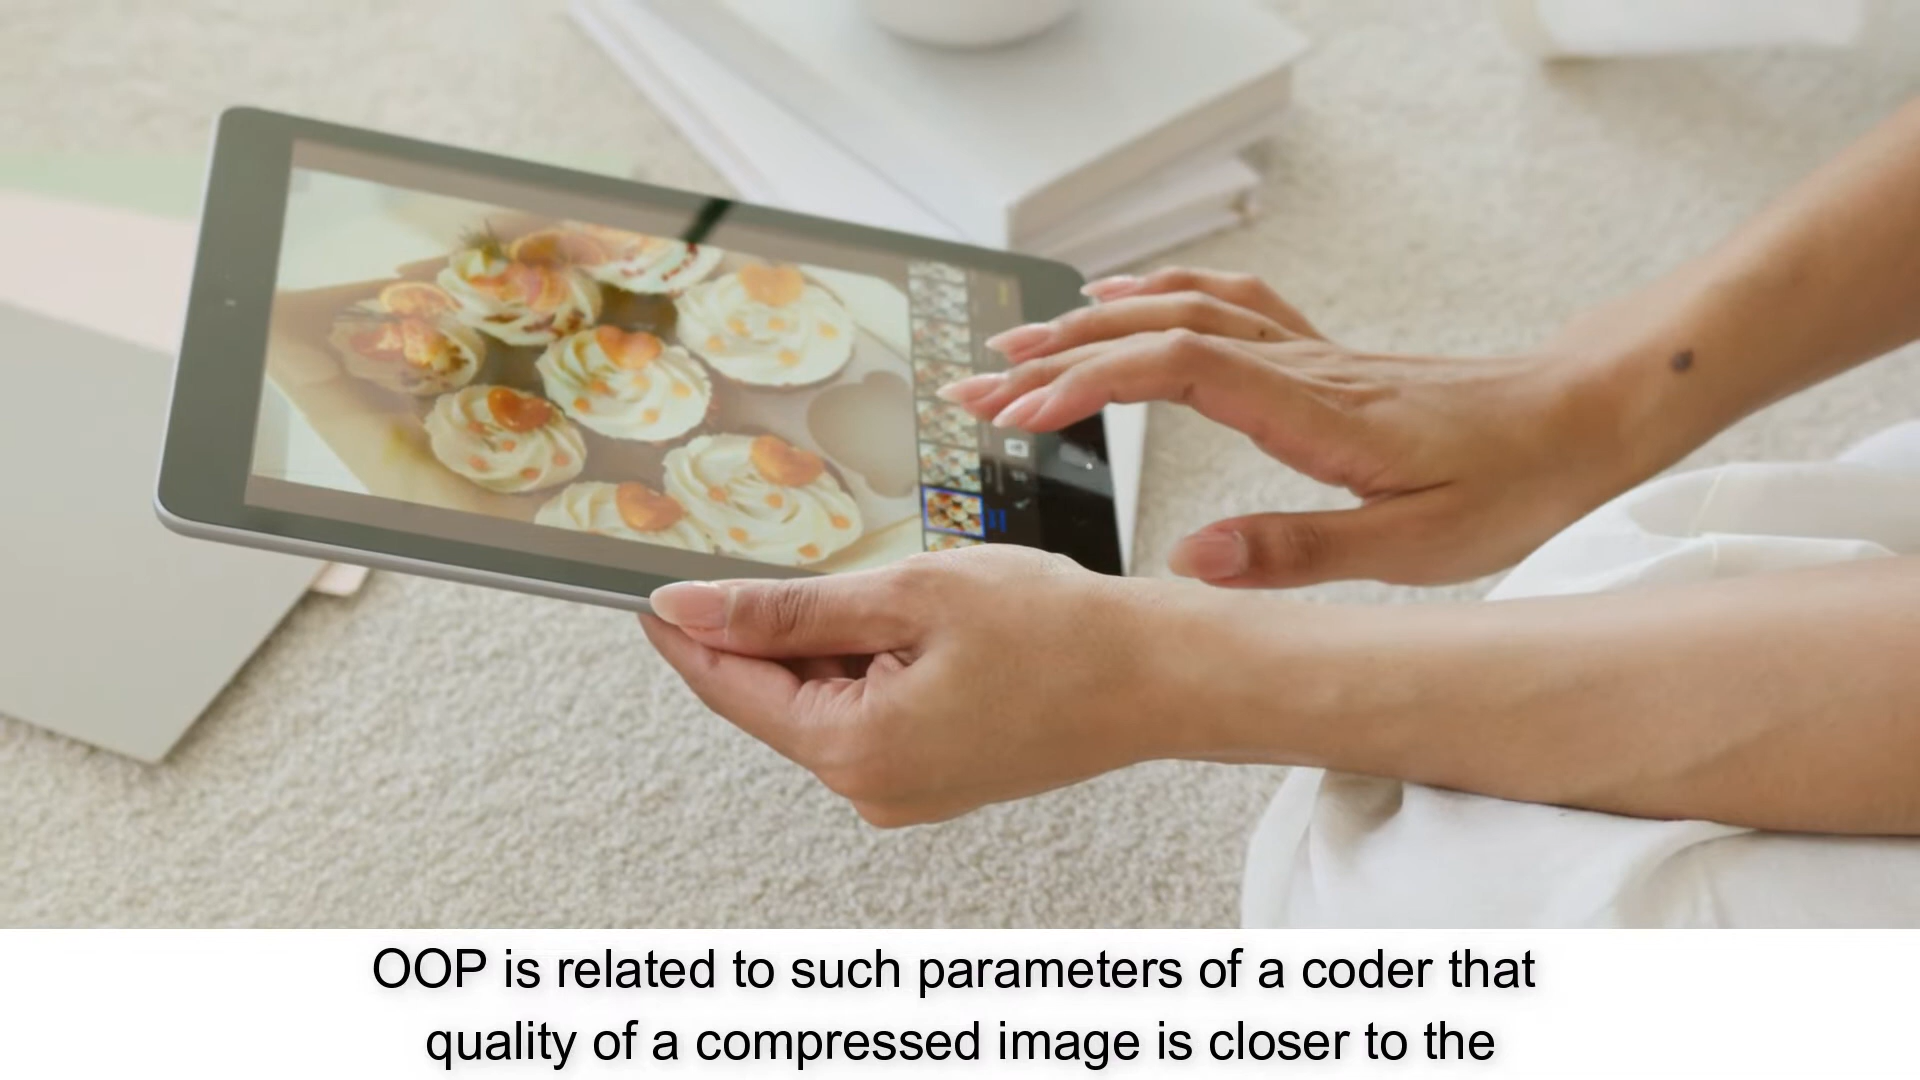 OOP is related to such parameters of a coder that
quality of a compressed image is closer to the